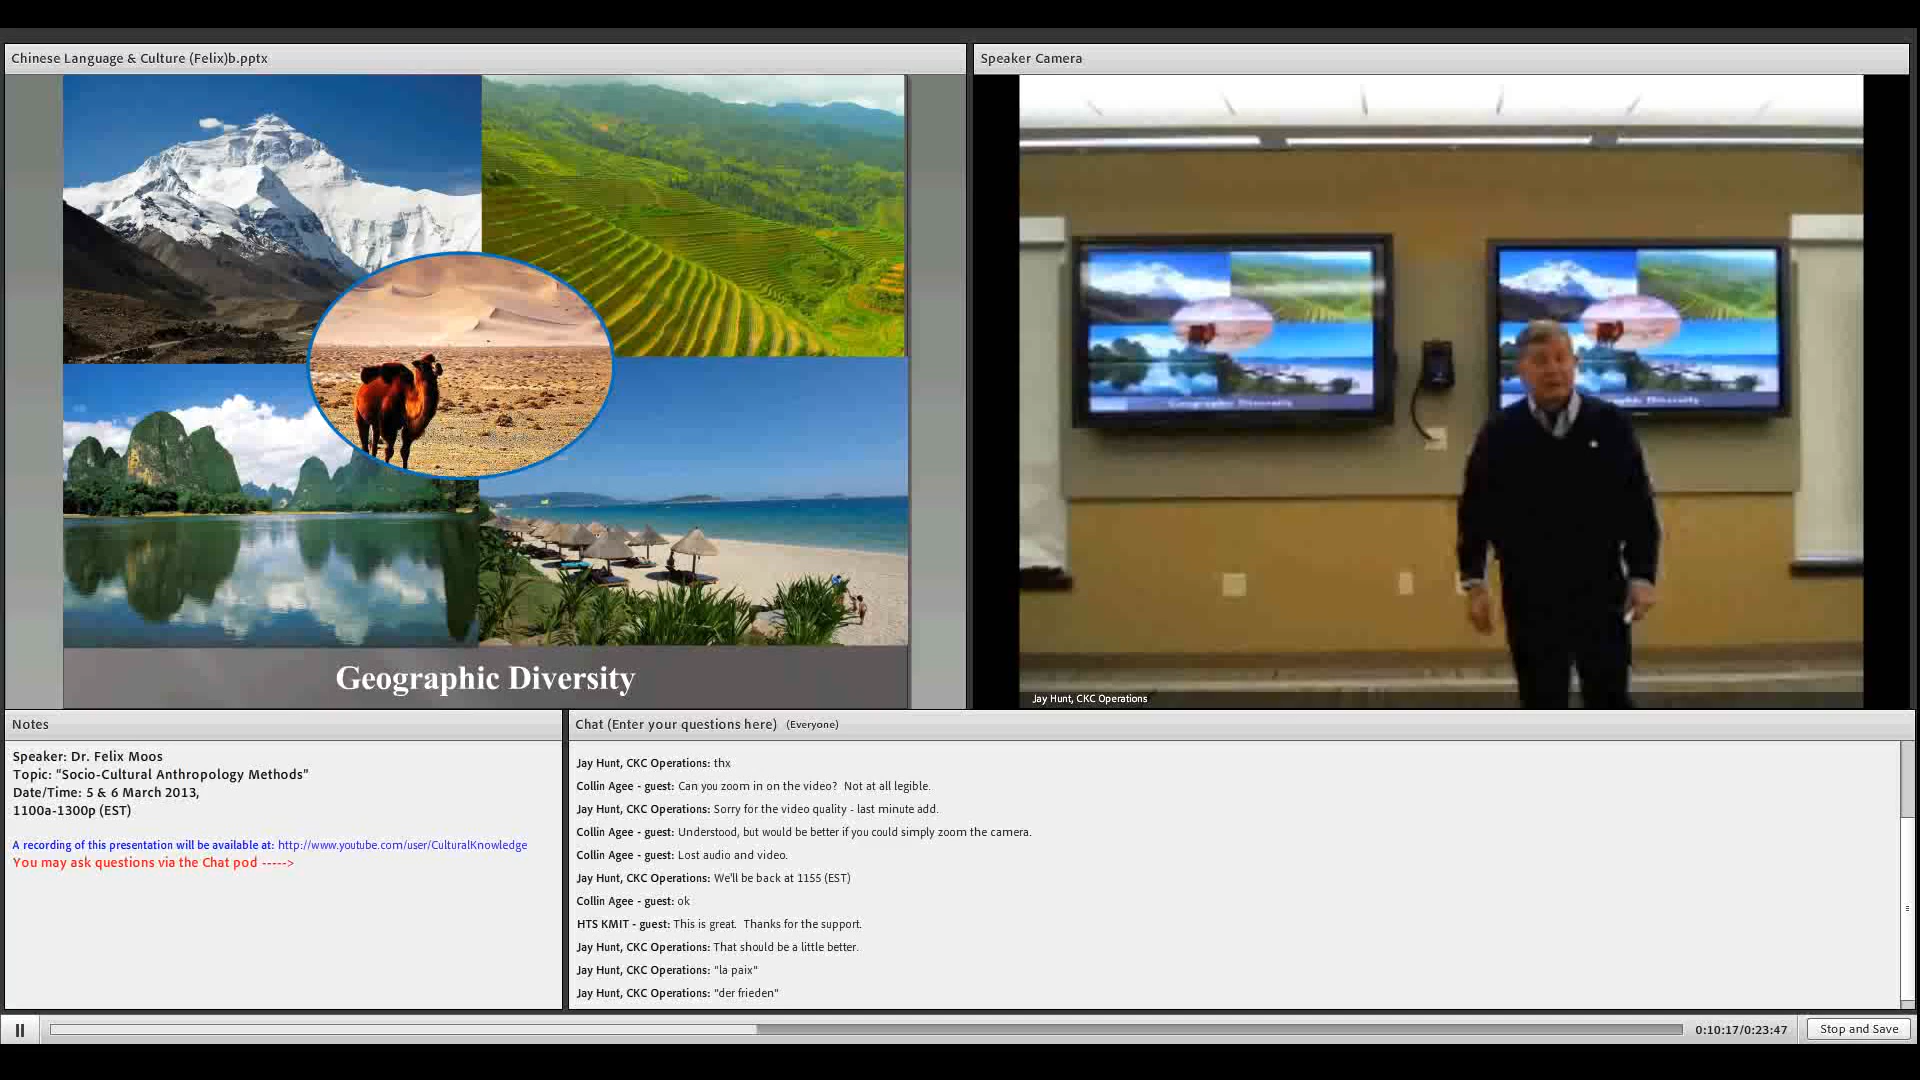 Chinese Language & Culture (Felix)b.pptx
Speaker Camera
Geographic Diversity
Geographic Diversity
Jay Hunt, CKC Operations
Notes
Speaker: Dr. Felix Moos
Topic: "Socio-Cultural Anthropology Methods"
Date/Time: 5 & 6 March 2013,
1100a-1300p (EST)
A recording of this presentation will be available at: http://www.youtube.com/user/CulturalKnowledge
You may ask questions via the Chat pod ----->
Chat (Enter your questions here) (Everyone)
Jay Hunt, CKC Operations: thx
Collin Agee - guest: Can you zoom in on the video? Not at all legible.
Jay Hunt, CKC Operations: Sorry for the video quality - last minute add.
Collin Agee - guest: Understood, but would be better if you could simply zoom the camera.
Collin Agee - guest: Lost audio and video.
Jay Hunt, CKC Operations: We'll be back at 1155 (EST)
Collin Agee - guest: ok
HTS KMIT - guest: This is great. Thanks for the support.
Jay Hunt, CKC Operations: That should be a little better.
Jay Hunt, CKC Operations: "la paix"
Jay Hunt, CKC Operations: "der frieden"
0:10:17/0:23:47
Stop and Save